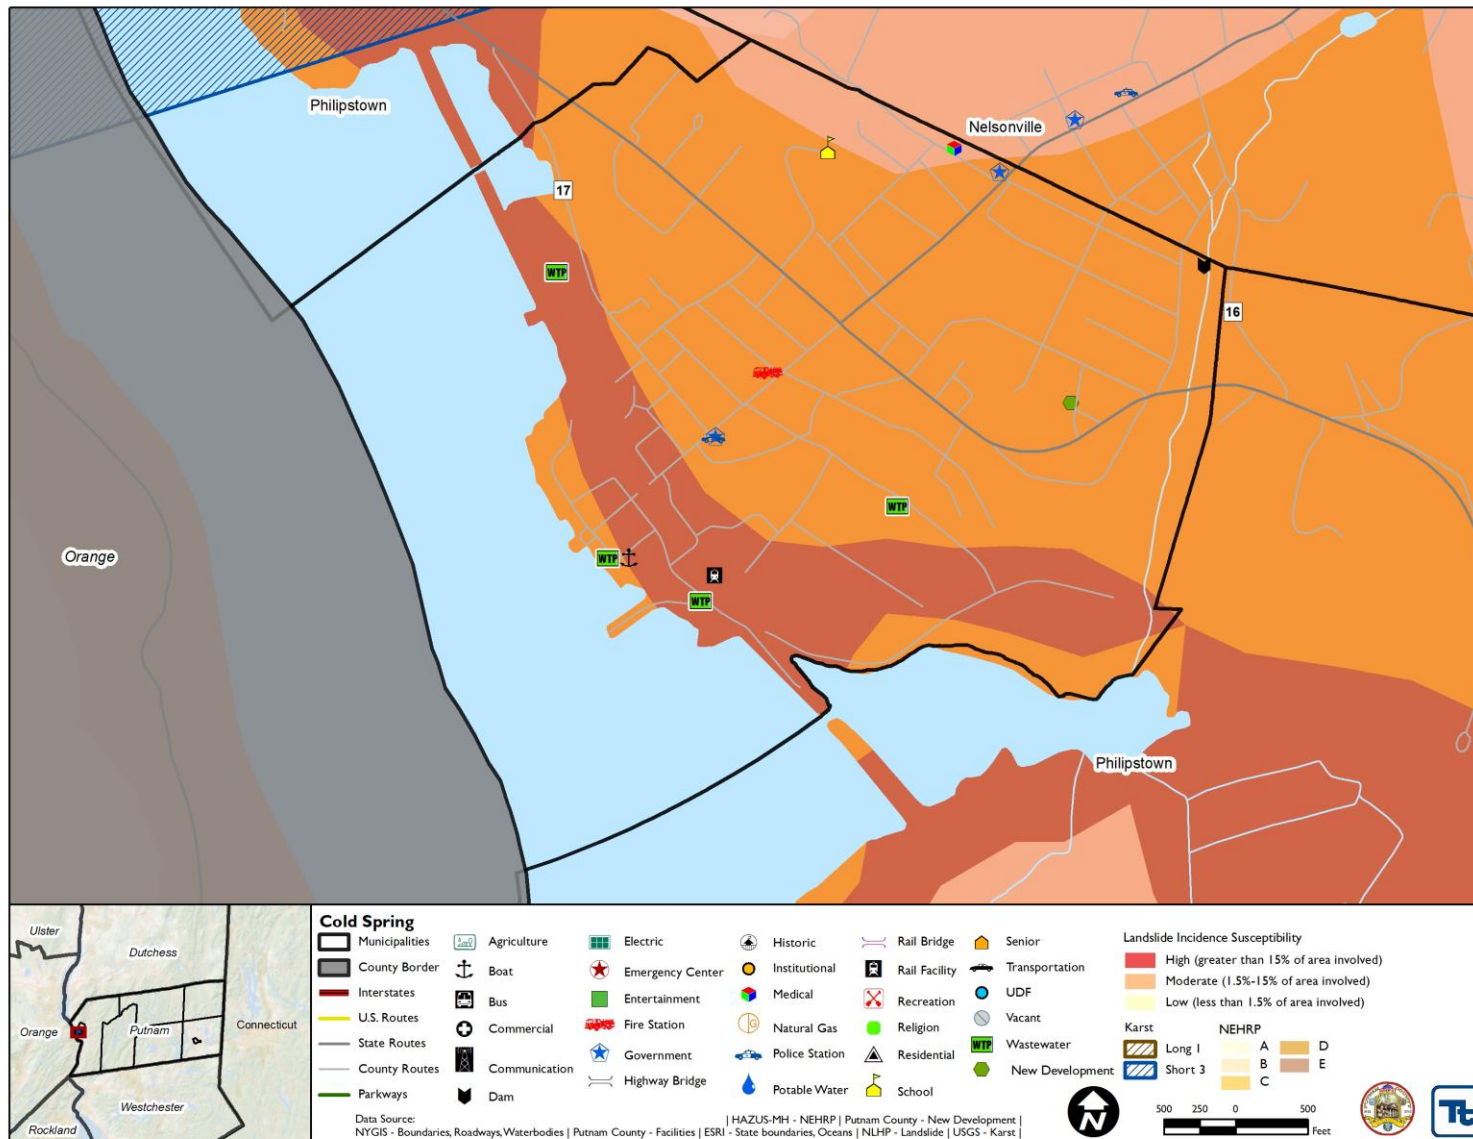 Philipstown
Nelsonville
17
WTP
16
WTP
Orange
WTP
WTP
Philipstown
Ulster
Dutchess
Orange
Putnam
Connecticut
Westchester
Rockland
Cold Spring
Municipalities
County Border
Interstates
U.S. Routes
State Routes
County Routes
Parkways
Agriculture
Boat
Bus
Commercial
Communication
Dam
Electric
Emergency Center
Entertainment
Fire Station
Government
Highway Bridge
Historic
Institutional
Medical
Natural Gas
Police Station
Potable Water
Rail Bridge
Rail Facility
Recreation
Religion
Residential
School
Senior
Transportation
UDF
Vacant
WTP Wastewater
New Development
Landslide Incidence Susceptibility
High (greater than 15% of area involved)
Moderate (1.5%-15% of area involved)
Low (less than 1.5% of area involved)
Karst
Long 1
Short 3
NEHRP
A
B
C
D
E
N
500 250 0 500
Feet
Tt
Data Source: | HAZUS-MH - NEHRP | Putnam County - New Development |
NYGIS - Boundaries, Roadways, Waterbodies | Putnam County - Facilities | ESRI - State boundaries, Oceans | NLHP - Landslide | USGS - Karst |